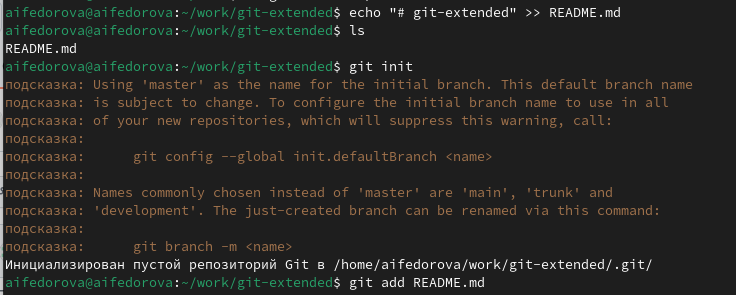 aifedorova@aifedorova:~/work/git-extended$ echo "# git-extended" >> README.md
aifedorova@aifedorova:~/work/git-extended$ ls
README.md
aifedorova@aifedorova:~/work/git-extended$ git init
подсказка: Using 'master' as the name for the initial branch. This default branch name
подсказка: is subject to change. To configure the initial branch name to use in all
подсказка: of your new repositories, which will suppress this warning, call:
подсказка:
подсказка:      git config --global init.defaultBranch <name>
подсказка:
подсказка: Names commonly chosen instead of 'master' are 'main', 'trunk' and
подсказка: 'development'. The just-created branch can be renamed via this command:
подсказка:
подсказка:      git branch -m <name>
Инициализирован пустой репозиторий Git в /home/aifedorova/work/git-extended/.git/
aifedorova@aifedorova:~/work/git-extended$ git add README.md